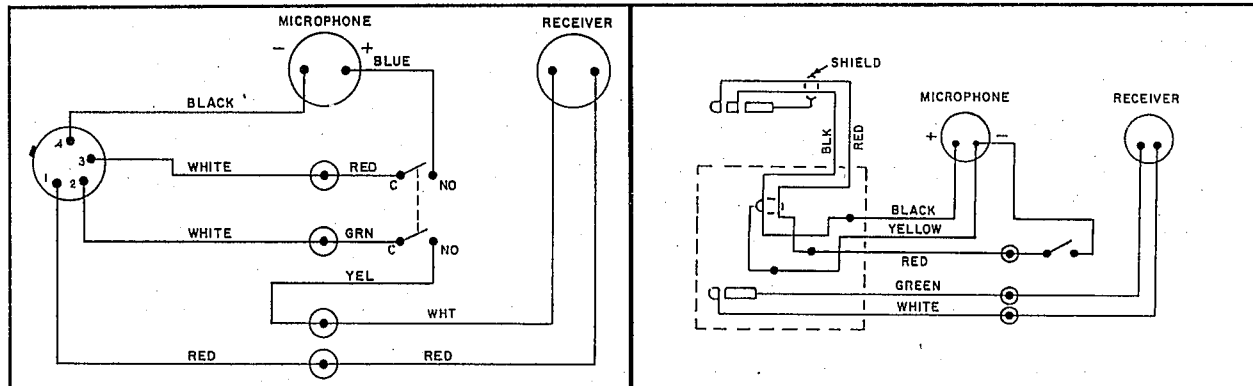 MICROPHONE
RECEIVER
- +
BLUE
BLACK
4
3
1 2
WHITE
RED
C NO
WHITE
GRN
C NO
YEL
WHT
RED
RED
SHIELD
MICROPHONE
RECEIVER
+ -
BLK
RED
BLACK
YELLOW
RED
GREEN
WHITE